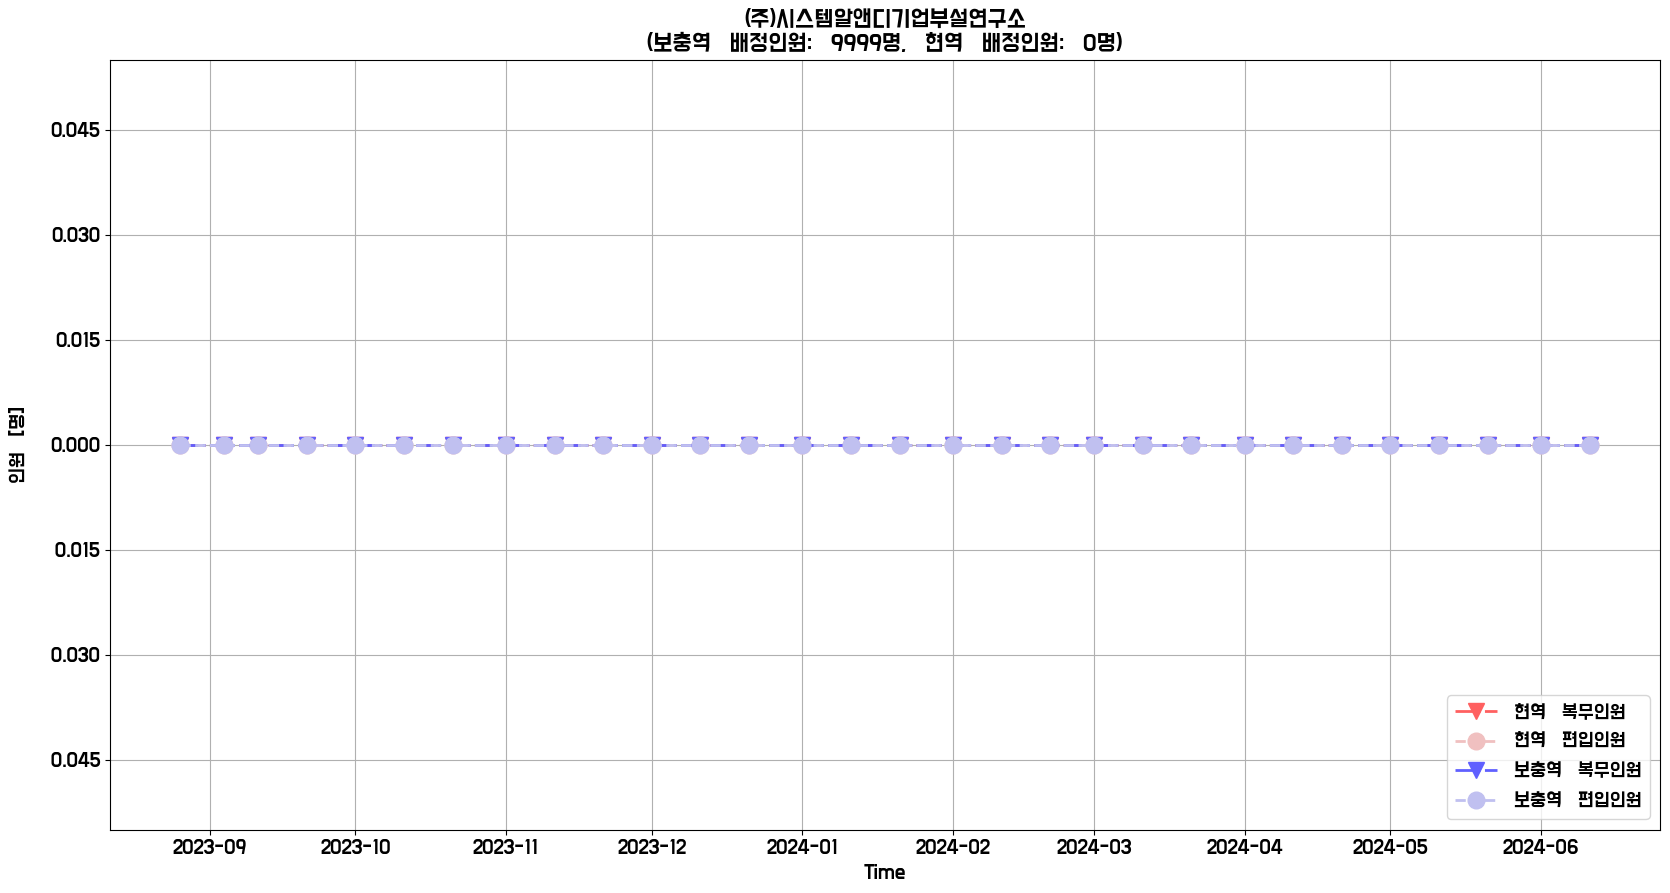 (주)시스템알앤디기업부설연구소
(보충역 배정인원: 9999명, 현역 배정인원: 0명)
인원 [명]
0.045
0.030
0.015
0.000
0.015
0.030
0.045
현역 복무인원
현역 편입인원
보충역 복무인원
보충역 편입인원
2023-09 2023-10 2023-11 2023-12 2024-01 2024-02 2024-03 2024-04 2024-05 2024-06
Time